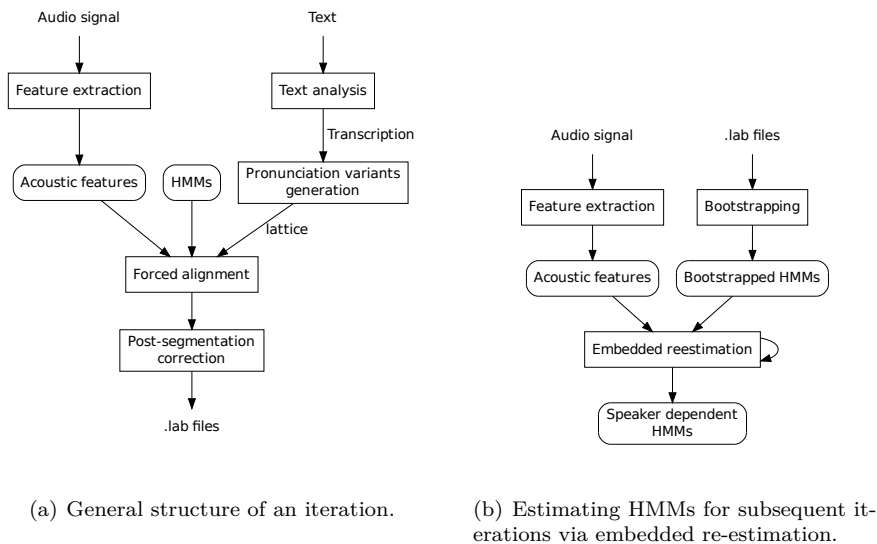 Audio signal
Text
Feature extraction
Text analysis
Transcription
Acoustic features
HMMs
Pronunciation variants
generation
lattice
Forced alignment
Post-segmentation
correction
.lab files
(a) General structure of an iteration.
Audio signal
.lab files
Feature extraction
Bootstrapping
Acoustic features
Bootstrapped HMMs
Embedded reestimation
Speaker dependent
HMMs
(b) Estimating HMMs for subsequent it-
erations via embedded re-estimation.